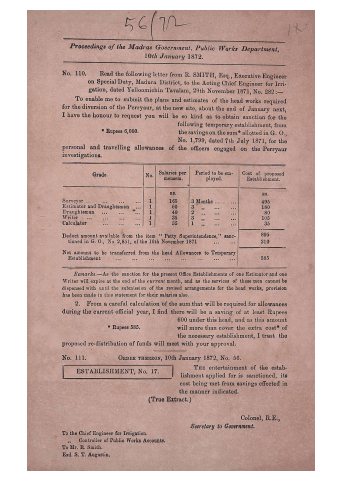 56/72
Proceedings of the Madras Government, Public Works Department,
10th January 1872.
No. 110. Read the following letter from R. SMITH, Esq., Executive Engineer
on Special Duty, Madura District, to the Acting Chief Engineer for Irri-
gation, dated Tallocminkia Tavalam, 29th November 1871, No. 282:—
To enable me to submit the plans and estimates of the head works required
for the diversion of the Perryaur, at the new site, about the end of January next,
I have the honour to request you will be so kind as to obtain sanction for the
following temporary establishment, from
* Rupees 6,000. the savings on the sum* allotted in G. O.,
No. 1,799, dated 7th July 1871, for the
personal and travelling allowances of the officers engaged on the Perryaur
investigations.
Grade No. Salaries per mensem. Period to be em- ployed. Cost of proposed Establishment.
RS. RS.
Surveyor 1 165 3 Months 495
Estimator and Draughtsmen 1 60 3 „ 180
Draughtsman 1 40 2 „ 80
Writer 1 35 3 „ 105
Calculator 1 35 1 „ 35
Deduct amount available from the item "Petty Superintendence," sanc- 895
tioned in G. O., No. 2,841, of the 10th November 1871 310
Net amount to be transferred from the head Allowances to Temporary
Establishment 585
Remarks.—As the sanction for the present Office Establishments of one Estimator and one
Writer will expire at the end of the current month, and as the services of these men cannot be
dispensed with until the submission of the revised arrangements for the head works, provision
has been made in this statement for their salaries also.
2. From a careful calculation of the sum that will be required for allowances
during the current official year, I find there will be a saving of at least Rupees
600 under this head, and as this amount
* Rupees 585. will more than cover the extra cost* of
the necessary establishment, I trust the
proposed re-distribution of funds will meet with your approval.
No. 111. ORDER THEREON, 10th January 1872, No. 56.
ESTABLISHMENT, No. 17. THE entertainment of the estab-
lishment applied for is sanctioned, its
cost being met from savings effected in
the manner indicated.
(True Extract.)
Colonel, R.E.,
Secretary to Government.
To the Chief Engineer for Irrigation.
„ Controller of Public Works Accounts.
To Mr. R. Smith.
Exd. S. T. Augustin.